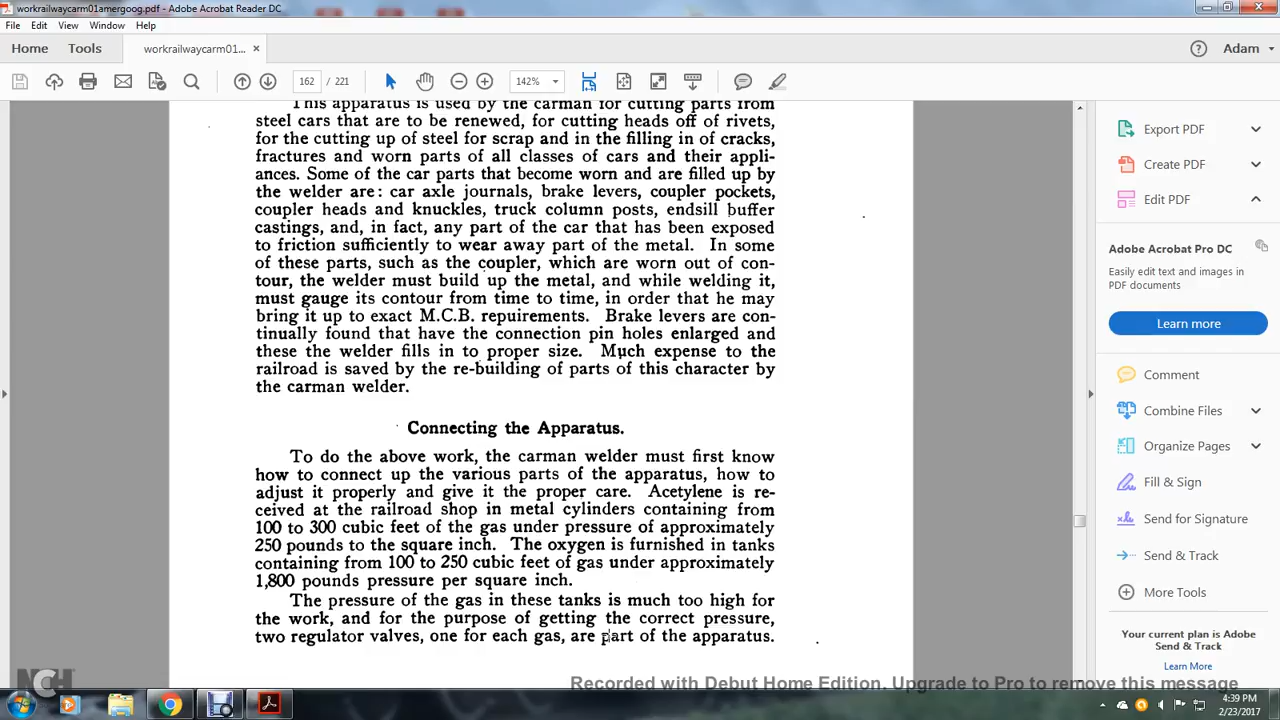 workrailwaycarm01amergoog.pdf - Adobe Acrobat Reader DC
File Edit View Window Help
Home Tools workrailwaycarm01... × Adam
162 / 221 142%
This apparatus is used by the carman for cutting parts from
steel cars that are to be renewed, for cutting heads off of rivets,
for the cutting up of steel for scrap and in the filling in of cracks,
fractures and worn parts of all classes of cars and their appli-
ances. Some of the car parts that become worn and are filled up by
the welder are: car axle journals, brake levers, coupler pockets,
coupler heads and knuckles, truck column posts, endsill buffer
castings, and, in fact, any part of the car that has been exposed
to friction sufficiently to wear away part of the metal. In some
of these parts, such as the coupler, which are worn out of con-
tour, the welder must build up the metal, and while welding it,
must gauge its contour from time to time, in order that he may
bring it up to exact M.C.B. repuirements. Brake levers are con-
tinually found that have the connection pin holes enlarged and
these the welder fills in to proper size. Much expense to the
railroad is saved by the re-building of parts of this character by
the carman welder.
Connecting the Apparatus.
To do the above work, the carman welder must first know
how to connect up the various parts of the apparatus, how to
adjust it properly and give it the proper care. Acetylene is re-
ceived at the railroad shop in metal cylinders containing from
100 to 300 cubic feet of the gas under pressure of approximately
250 pounds to the square inch. The oxygen is furnished in tanks
containing from 100 to 250 cubic feet of gas under approximately
1,800 pounds pressure per square inch.
The pressure of the gas in these tanks is much too high for
the work, and for the purpose of getting the correct pressure,
two regulator valves, one for each gas, are part of the apparatus.
Export PDF
Create PDF
Edit PDF
Adobe Acrobat Pro DC
Easily edit text and images in
PDF documents
Learn more
Comment
Combine Files
Organize Pages
Fill & Sign
Send for Signature
Send & Track
More Tools
Your current plan is Adobe
Send & Track
Learn More
NCH
Recorded with Debut Home Edition. Upgrade to Pro to remove this message
4:39 PM
2/23/2017